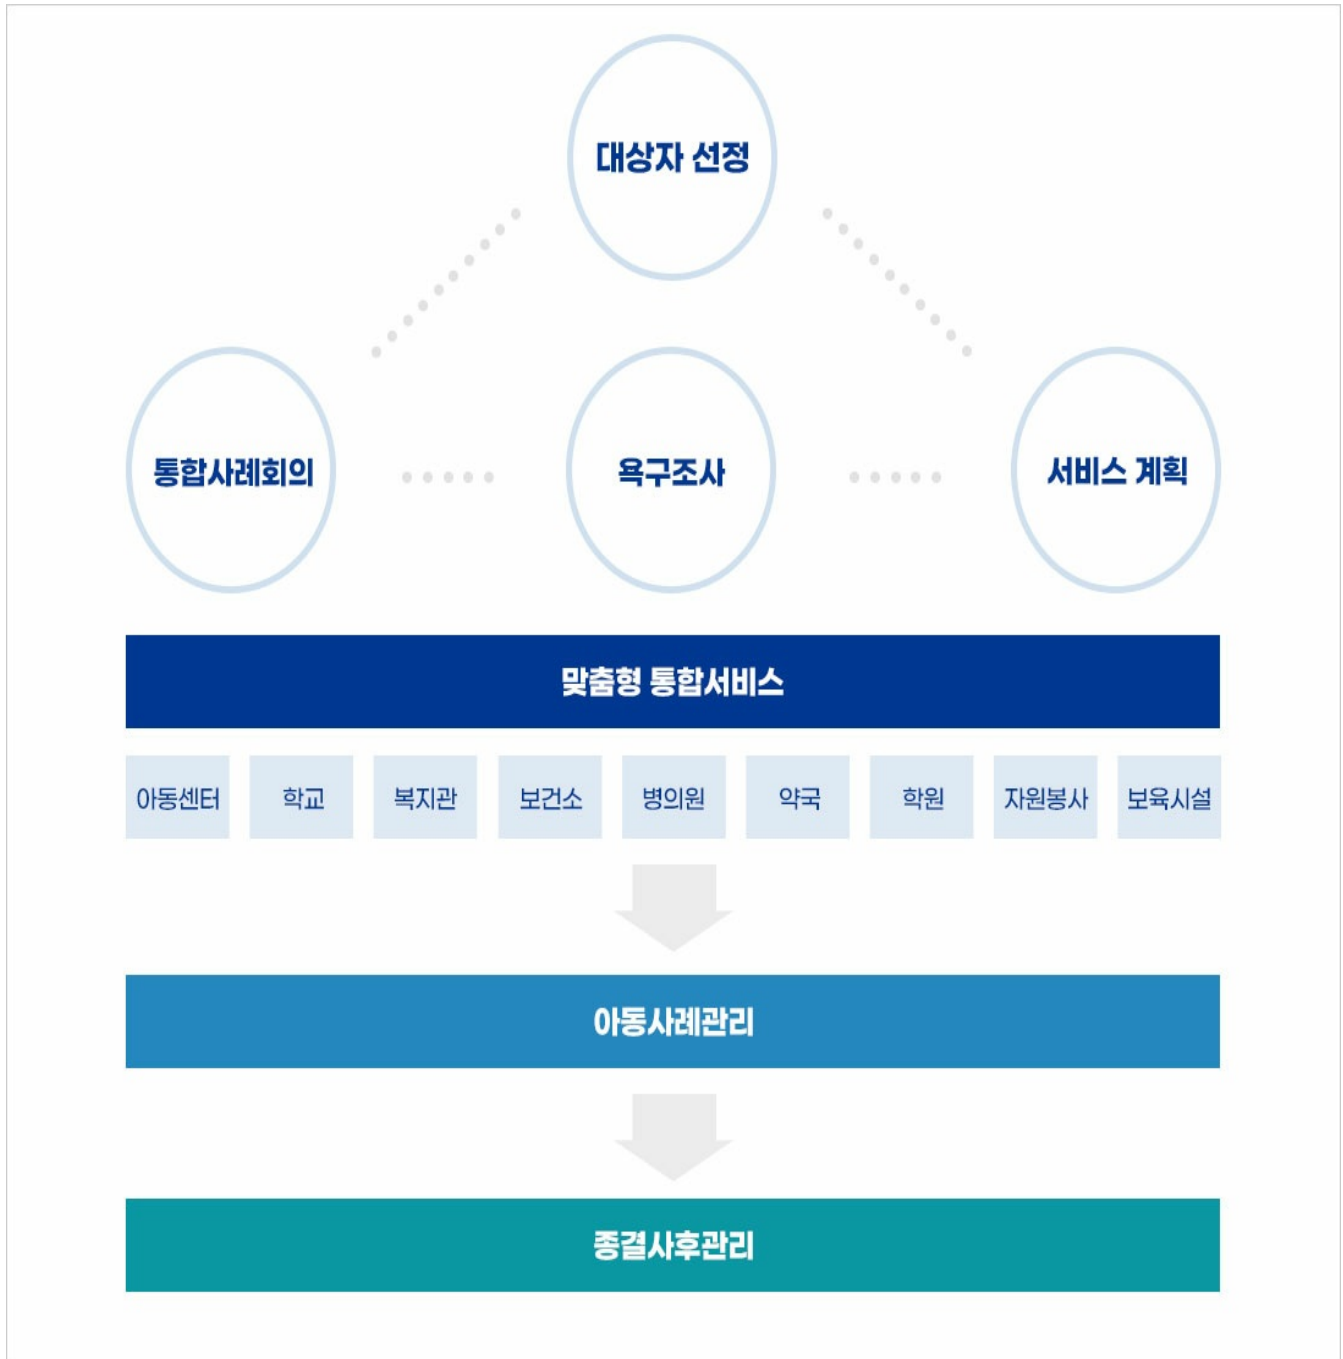 대상자 선정
통합사례회의
욕구조사
서비스 계획
맞춤형 통합서비스
아동센터
학교
복지관
보건소
병의원
약국
학원
자원봉사
보육시설
아동사례관리
종결사후관리